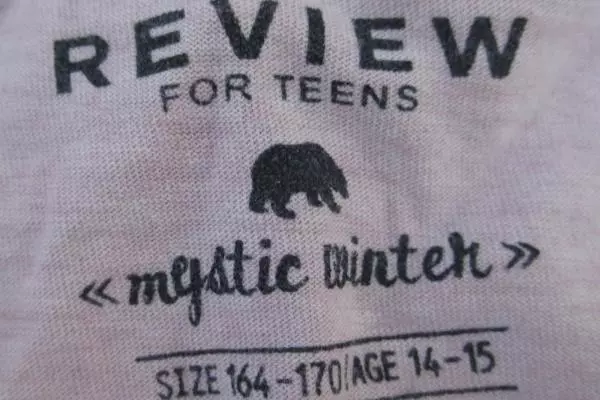 REVIEW
FOR TEENS
« mystic winter »
SIZE 164-170/AGE 14-15